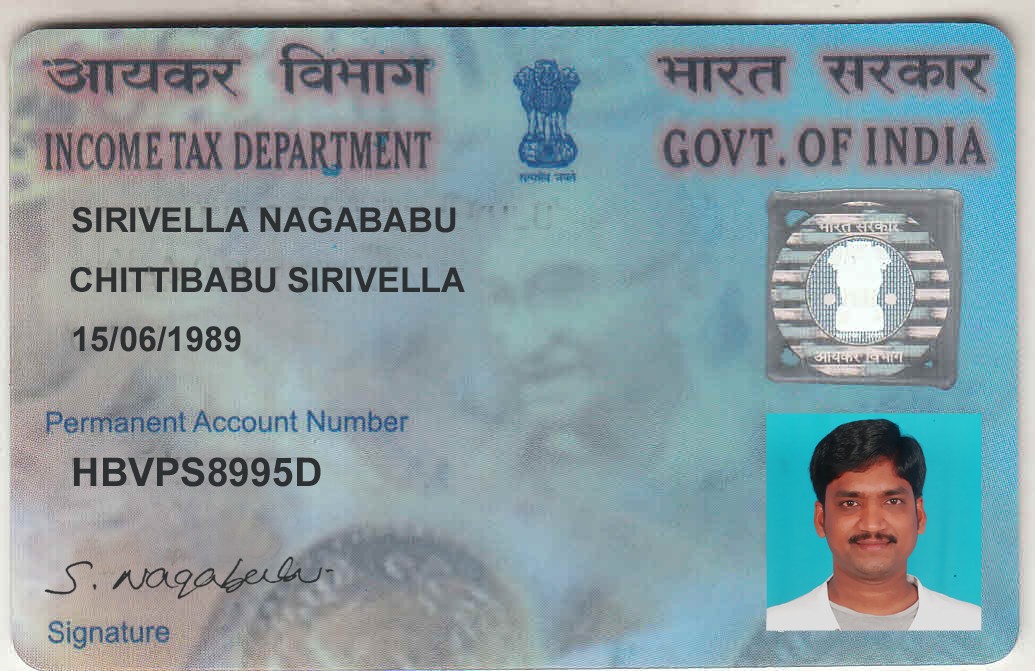 आयकर विभाग
भारत सरकार
INCOME TAX DEPARTMENT
GOVT. OF INDIA
सत्यमेव जयते
SIRIVELLA NAGABABU
भारत सरकार
CHITTIBABU SIRIVELLA
15/06/1989
आयकर विभाग
Permanent Account Number
HBVPS8995D
S. Nagababu
Signature